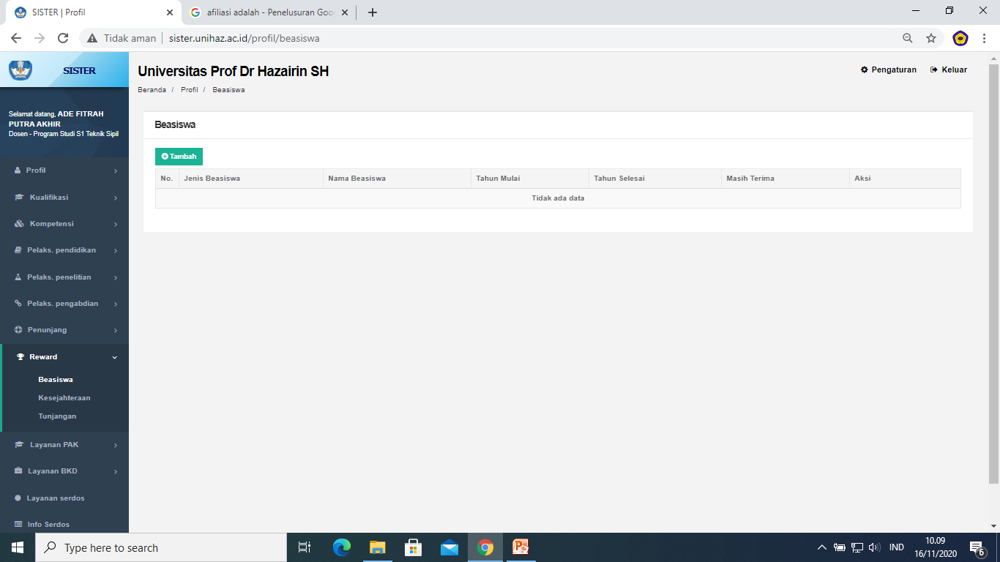 SISTER | Profil
afiliasi adalah - Penelusuran Goo
Tidak aman
sister.unihaz.ac.id/profil/beasiswa
SISTER
Universitas Prof Dr Hazairin SH
Pengaturan
Keluar
Beranda / Profil / Beasiswa
Selamat datang, ADE FITRAH
PUTRA AKHIR
Dosen - Program Studi S1 Teknik Sipil
Profil
Kualifikasi
Kompetensi
Pelaks. pendidikan
Pelaks. penelitian
Pelaks. pengabdian
Penunjang
Reward
Beasiswa
Kesejahteraan
Tunjangan
Layanan PAK
Layanan BKD
Layanan serdos
Info Serdos
Beasiswa
Tambah
No. Jenis Beasiswa Nama Beasiswa Tahun Mulai Tahun Selesai Masih Terima Aksi
Tidak ada data
Type here to search
IND
10.09
16/11/2020
6